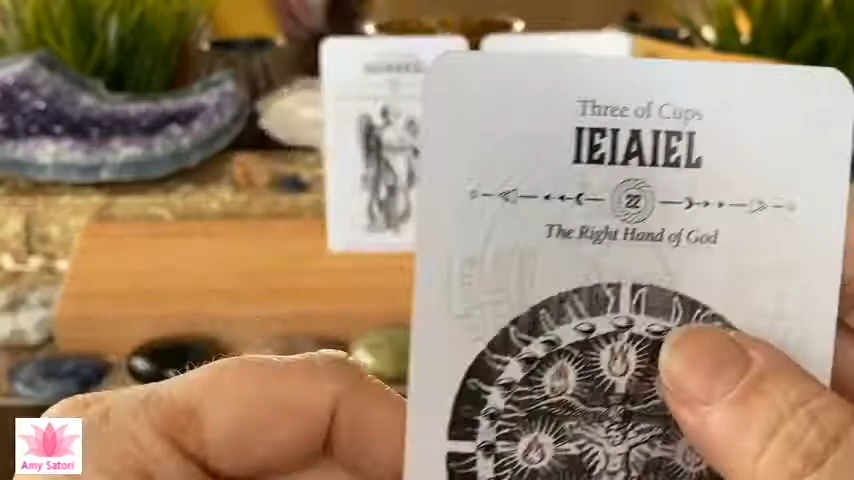 Three of Cups
IEIAIEL
22
The Right Hand of God
Amy Satori